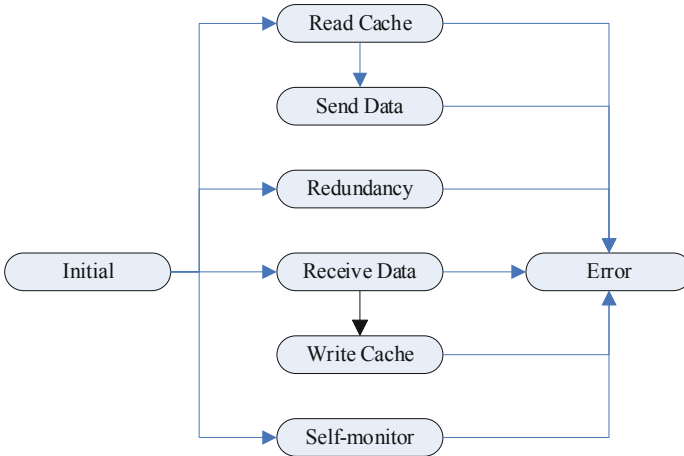 Read Cache
Send Data
Redundancy
Initial
Receive Data
Error
Write Cache
Self-monitor